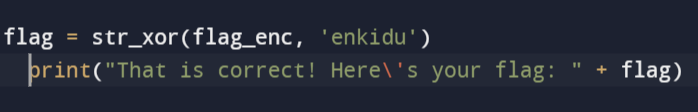 flag = str_xor(flag_enc, 'enkidu')
print("That is correct! Here\'s your flag: " + flag)